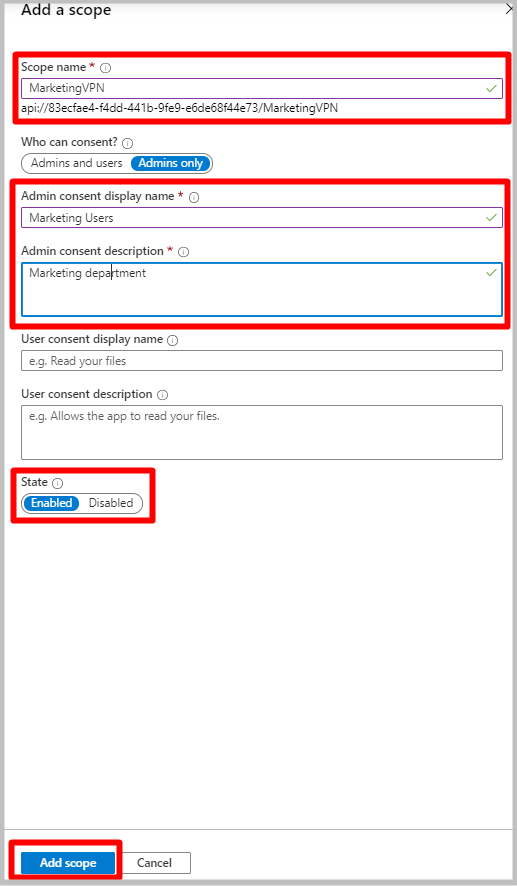 Add a scope
Scope name *
MarketingVPN
api://83ecfae4-f4dd-441b-9fe9-e6de68f44e73/MarketingVPN
Who can consent?
Admins and users Admins only
Admin consent display name *
Marketing Users
Admin consent description *
Marketing department
User consent display name
e.g. Read your files
User consent description
e.g. Allows the app to read your files.
State
Enabled Disabled
Add scope Cancel